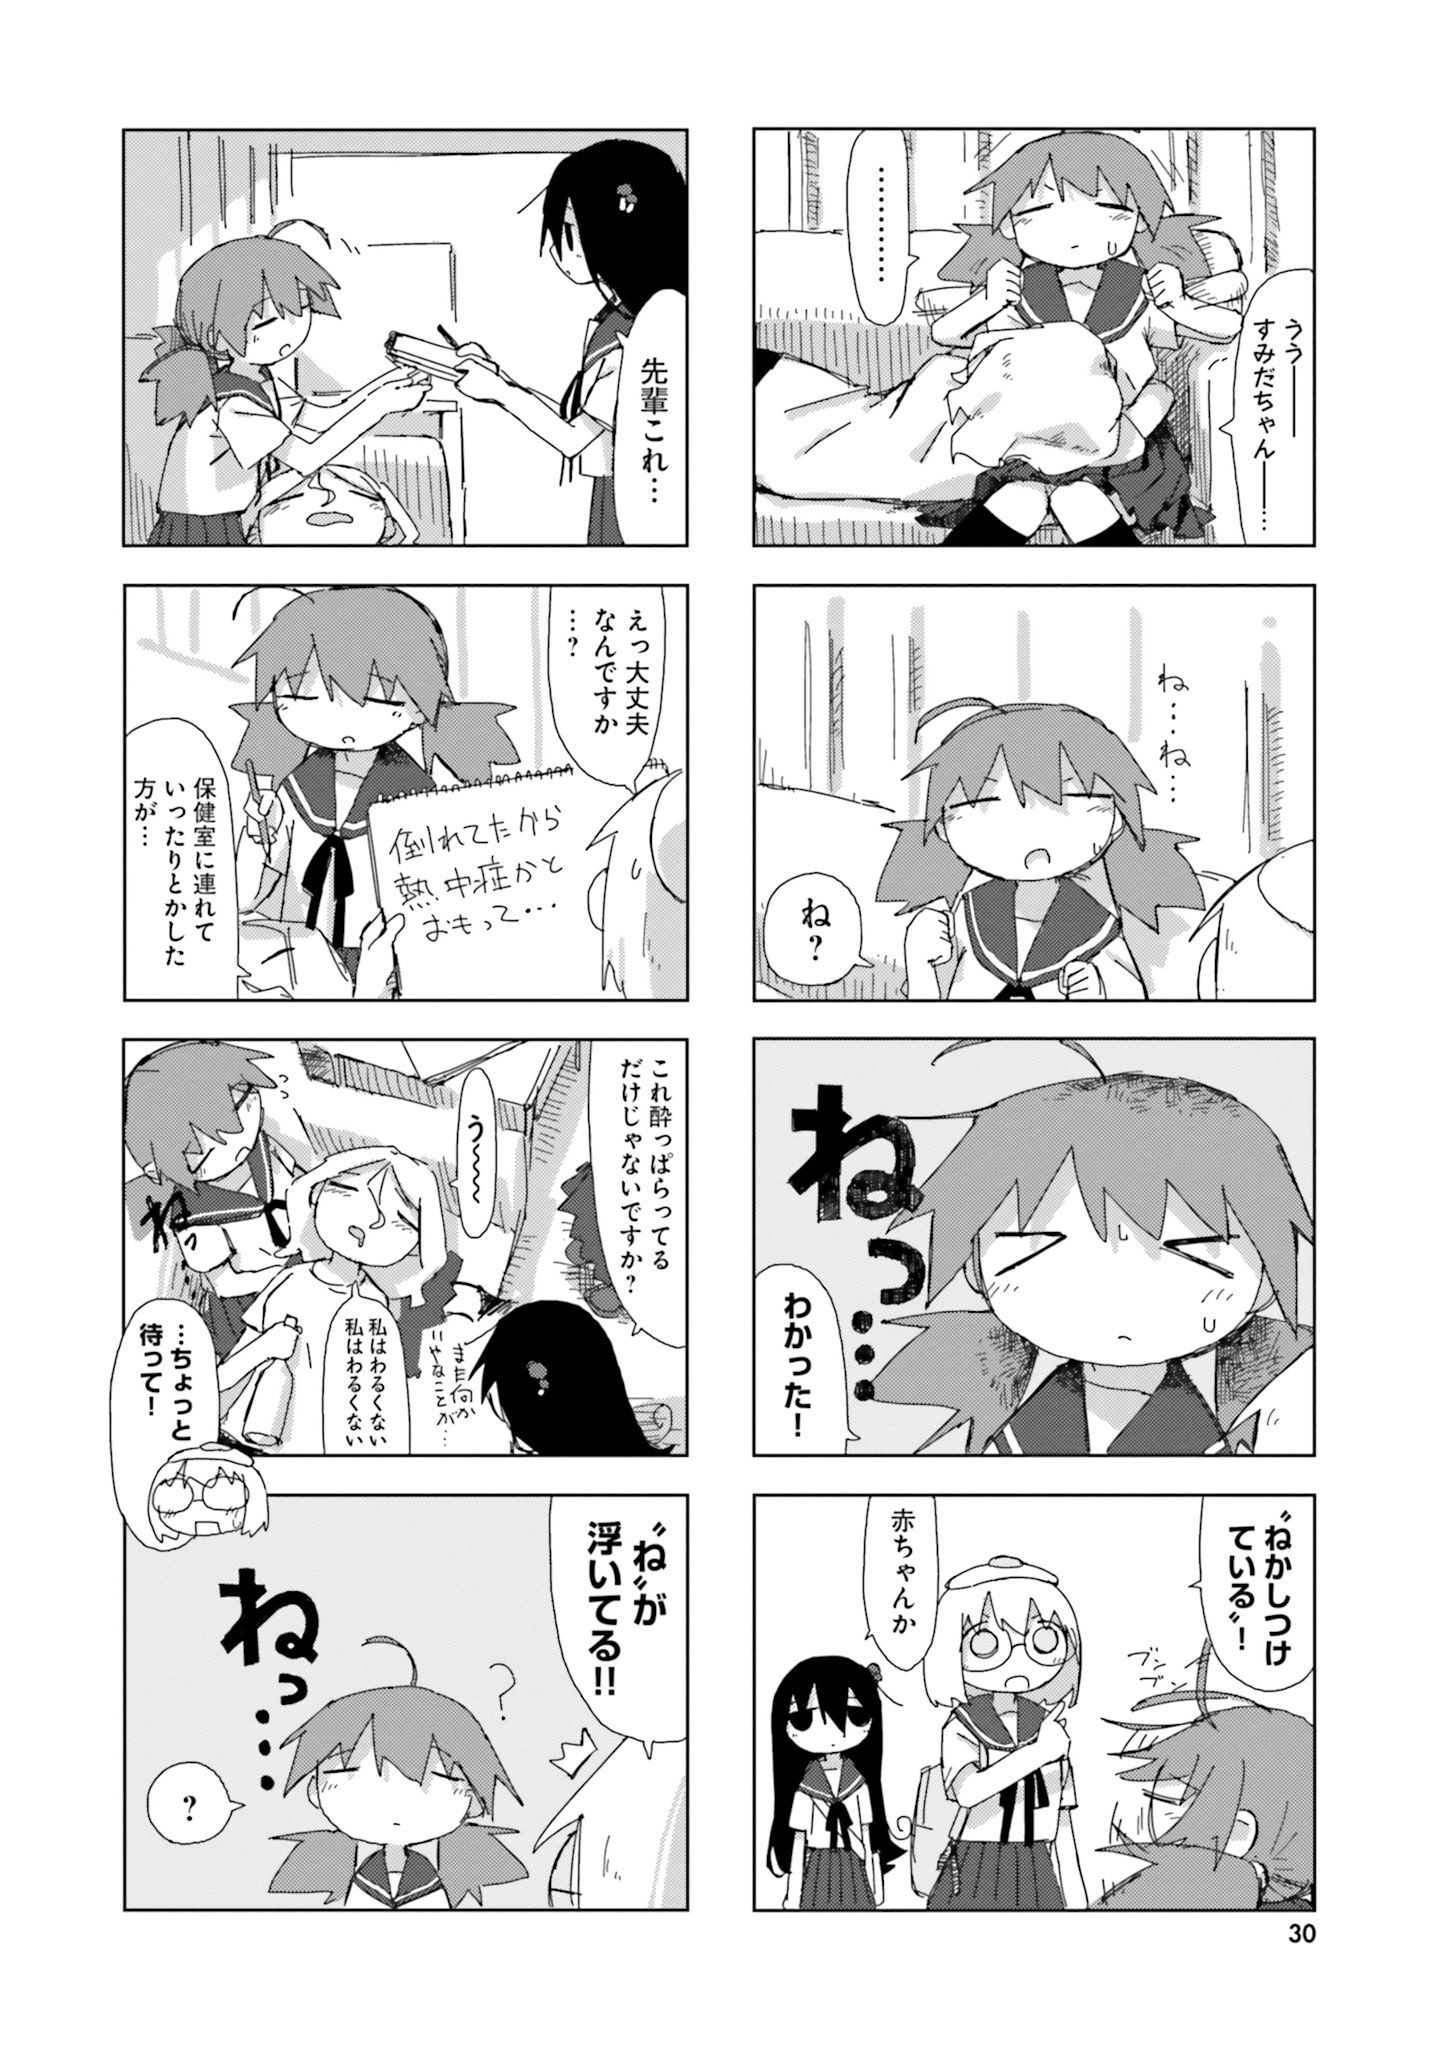 うう――
すみだちゃん――…
………
ね…ね…
ね?
ねっ…
わかった!
〝ねかしつけ
ている〟!
ブンブン
赤ちゃんか
先輩これ…
えっ大丈夫
なんですか
…?
倒れてたから
熱中症かと
おもって…
保健室に連れて
いったりとかした
方が…
これ酔っぱらってる
だけじゃないですか?
う~~
っ
ねっ
私はわるくない
私はわるくない
また何か
いやなことが…
…ちょっと
待って!
〝ね〟が
浮いてる!!
ねっ…
?
?
30